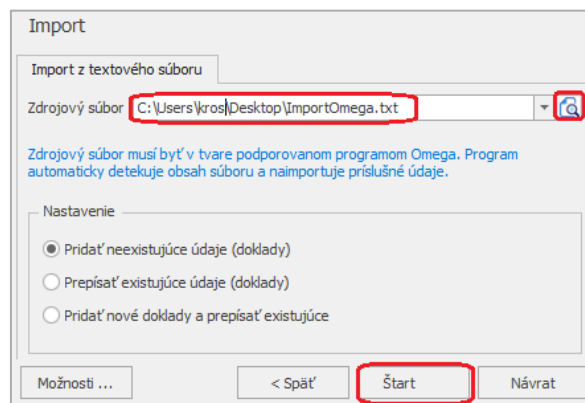 Import
Import z textového súboru
Zdrojový súbor C:\Users\kros\Desktop\ImportOmega.txt
Zdrojový súbor musí byť v tvare podporovanom programom Omega. Program
automaticky detekuje obsah súboru a naimportuje príslušné údaje.
Nastavenie
Pridať neexistujúce údaje (doklady)
Prepísať existujúce údaje (doklady)
Pridať nové doklady a prepísať existujúce
Možnosti ... < Späť Štart Návrat